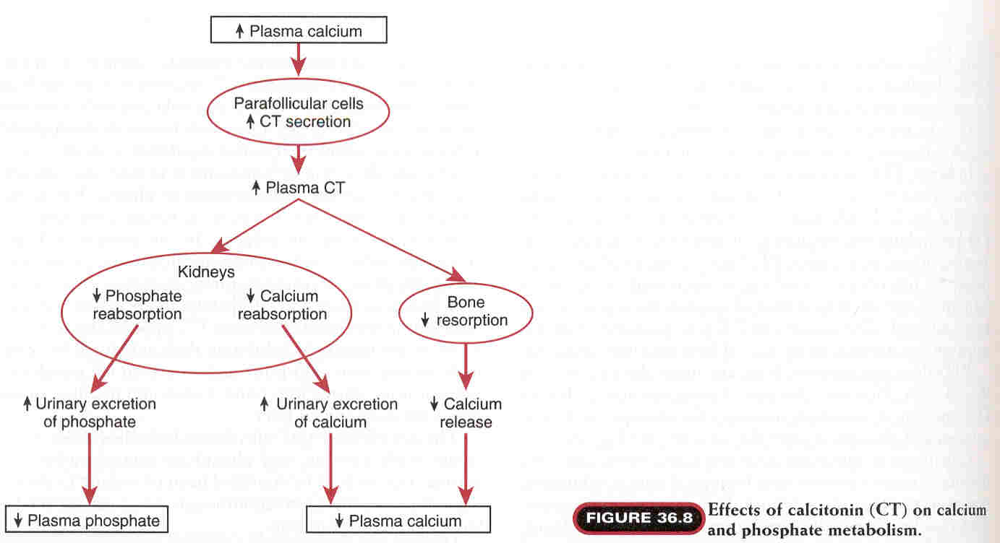 ↑ Plasma calcium
Parafollicular cells
↑ CT secretion
↑ Plasma CT
Kidneys
↓ Phosphate
reabsorption
↓ Calcium
reabsorption
Bone
↓ resorption
↑ Urinary excretion
of phosphate
↑ Urinary excretion
of calcium
↓ Calcium
release
↓ Plasma phosphate
↓ Plasma calcium
FIGURE 36.8
Effects of calcitonin (CT) on calcium
and phosphate metabolism.